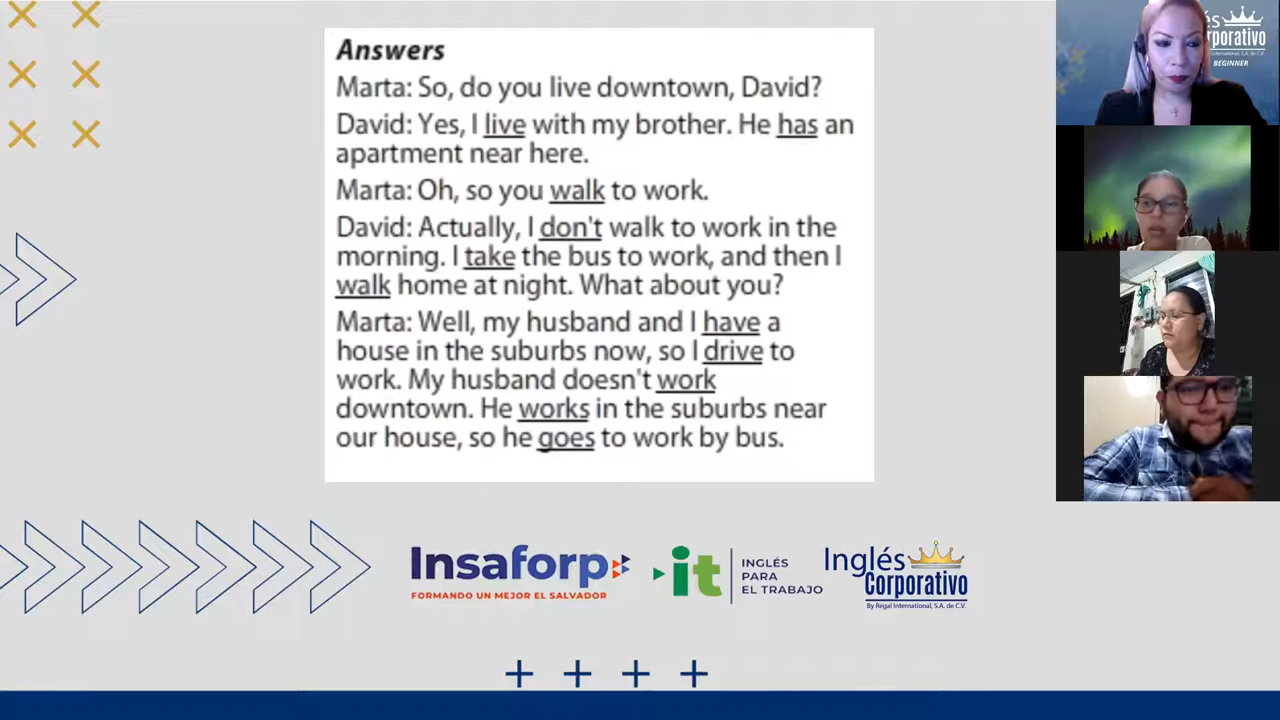 Answers
Marta: So, do you live downtown, David?
David: Yes, I live with my brother. He has an
apartment near here.
Marta: Oh, so you walk to work.
David: Actually, I don't walk to work in the
morning. I take the bus to work, and then I
walk home at night. What about you?
Marta: Well, my husband and I have a
house in the suburbs now, so I drive to
work. My husband doesn't work
downtown. He works in the suburbs near
our house, so he goes to work by bus.
Insaforp
FORMANDO UN MEJOR EL SALVADOR
it
INGLÉS
PARA
EL TRABAJO
Inglés
Corporativo
By Regal International, S.A. de C.V.
és
rporativo
International, S.A. de C.V.
BEGINNER